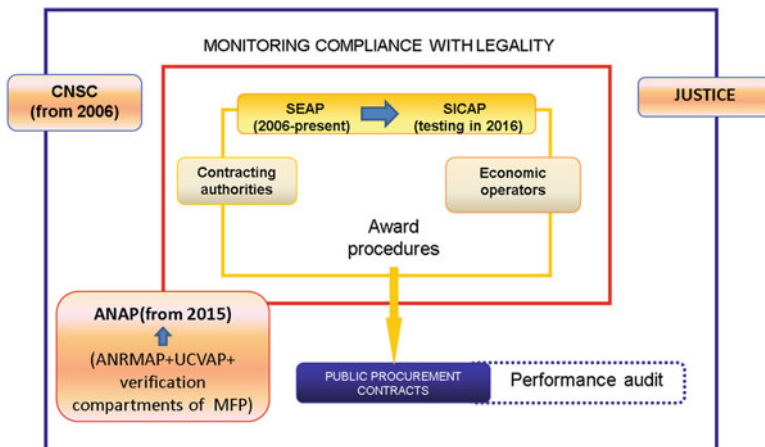 MONITORING COMPLIANCE WITH LEGALITY
CNSC
(from 2006)
JUSTICE
SEAP
(2006-present)
SICAP
(testing in 2016)
Contracting
authorities
Economic
operators
Award
procedures
ANAP(from 2015)
(ANRMAP+UCVAP+
verification
compartments of MFP)
PUBLIC PROCUREMENT
CONTRACTS
Performance audit